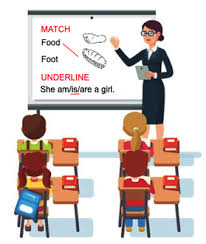 MATCH
Food
Foot
UNDERLINE
She am/is/are a girl.